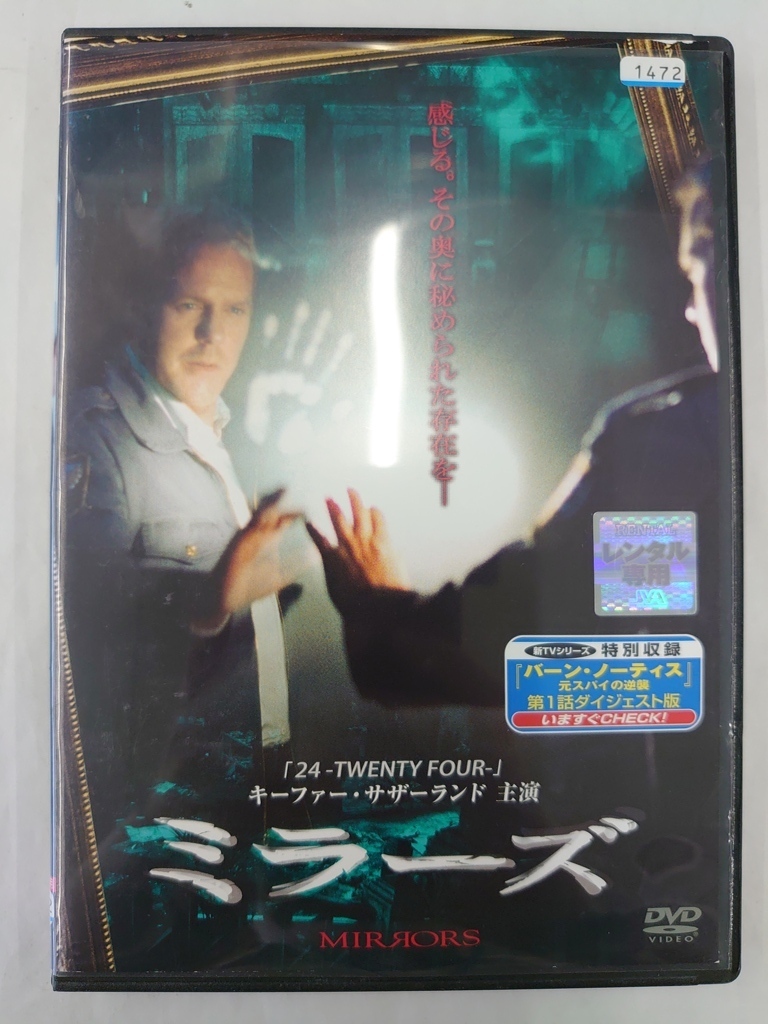 1472
感じる。その奥に秘められた存在を―
RENTAL
レンタル
専用
JVA
新TVシリーズ 特別収録
『バーン・ノーティス』
元スパイの逆襲
第1話ダイジェスト版
いますぐCHECK!
「24 -TWENTY FOUR-」
キーファー・サザーランド 主演
ミラーズ
MIRЯORS
DVD
VIDEO